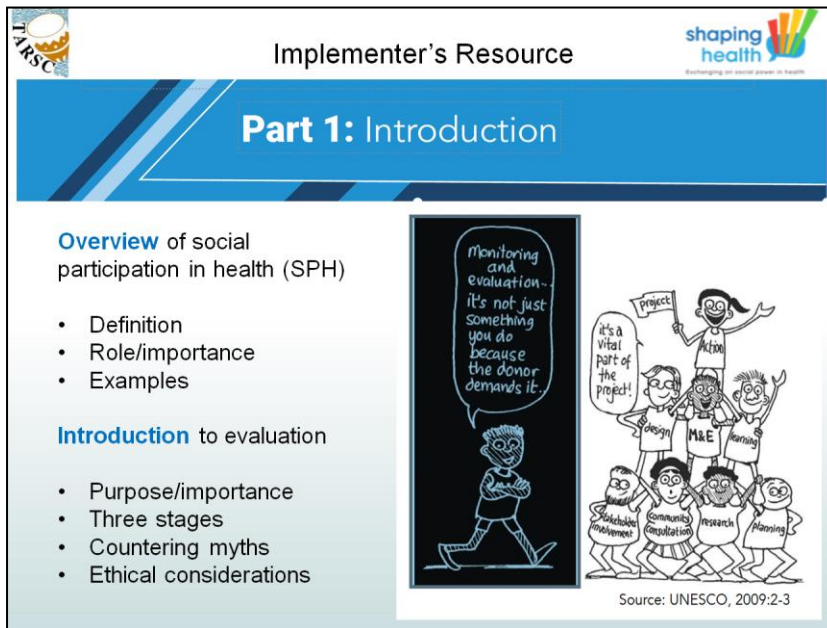 TARSC
Implementer's Resource
shaping
health
Exchanging on social power in health
Part 1: Introduction
Overview of social
participation in health (SPH)
• Definition
• Role/importance
• Examples
Introduction to evaluation
• Purpose/importance
• Three stages
• Countering myths
• Ethical considerations
monitoring
and
evaluation...
it's not just
something
you do
because
the donor
demands it...
project
it's a
vital
part of
the
project!
Action
design
M&E
learning
stakeholder
involvement
community
consultation
research
planning
Source: UNESCO, 2009:2-3